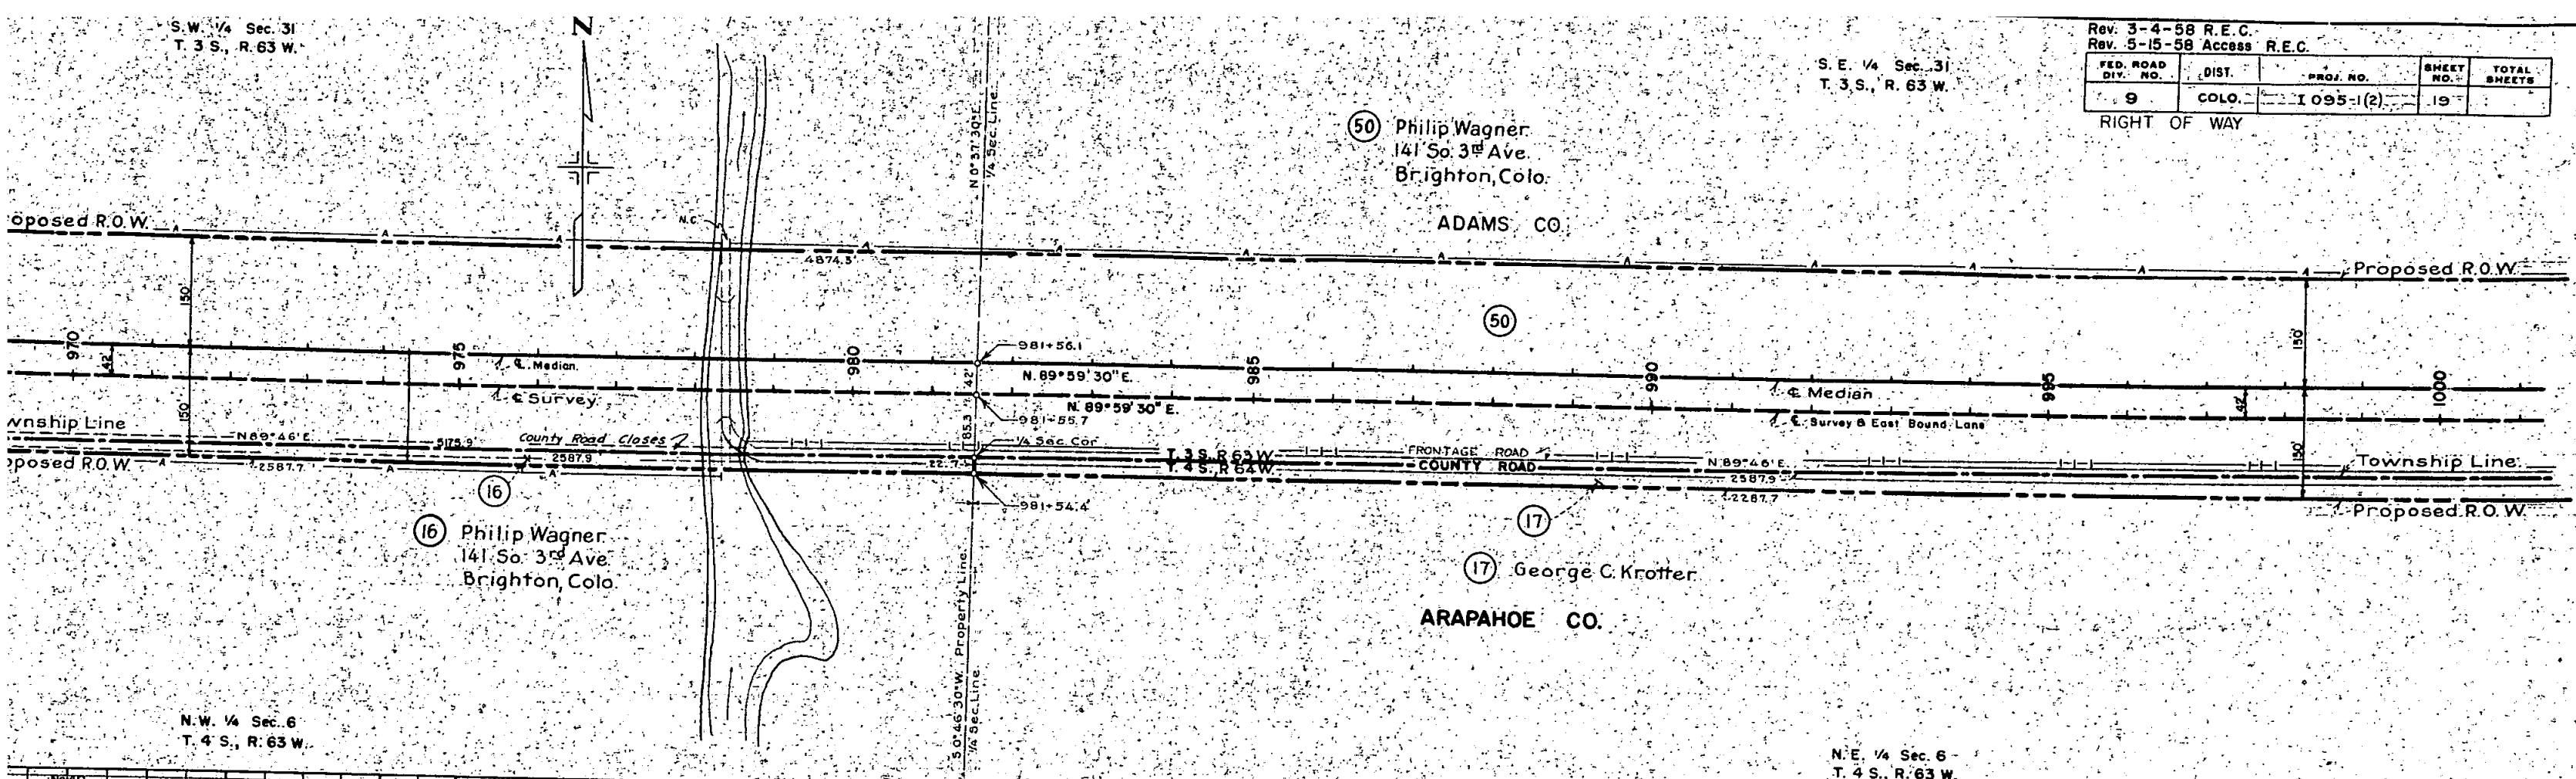 S.W. 1/4 Sec. 31
T. 3 S., R. 63 W.
N
S.E. 1/4 Sec. 31
T. 3 S., R. 63 W.
Rev. 3-4-58 R.E.C.
Rev. 5-15-58 Access R.E.C.
FED. ROAD DIV. NO.
DIST.
PROJ. NO.
SHEET NO.
TOTAL SHEETS
9
COLO.
I 095-1(2)
19
RIGHT OF WAY
50 Philip Wagner
141 So. 3rd Ave.
Brighton, Colo.
ADAMS CO.
N 0°37'30"E
1/4 Sec. Line
N.C.
oposed R.O.W.
A A A A A A A A A A A A
4874.3
Proposed R.O.W.
150'
50
150'
970
975
980
985
990
995
1000
42'
℄ Median
981+56.1
N. 89°59'30" E.
42'
℄ Median
42'
℄ Survey
N. 89°59'30" E.
981+55.7
℄ Survey & East Bound Lane
150'
185.3
150'
wnship Line
N 89°46'E
5175.9
County Road Closes
1/4 Sec. Cor.
T. 3 S. R 63 W.
FRONTAGE ROAD
N 89°46'E
Township Line
oposed R.O.W.
A A A
2587.7
2587.9
22.7
T. 4 S. R 64 W.
COUNTY ROAD
2587.9
2287.7
Proposed R.O.W.
16
981+54.4
17
16 Philip Wagner
141 So. 3rd Ave
Brighton, Colo.
17 George C. Krotter
ARAPAHOE CO.
S 0°46'30"W. Property Line
1/4 Sec. Line
N.W. 1/4 Sec. 6
T. 4 S., R. 63 W.
N.E. 1/4 Sec. 6
T. 4 S., R. 63 W.